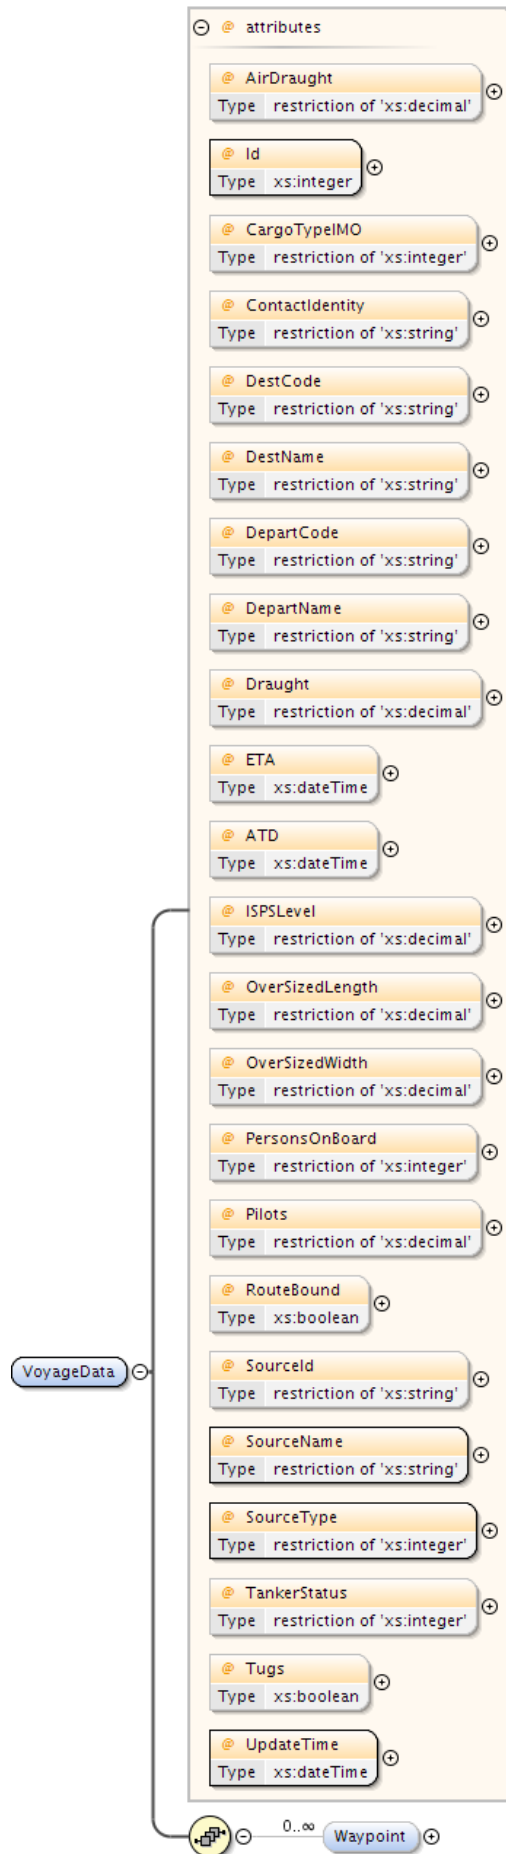 @ attributes
@ AirDraught
Type restriction of 'xs:decimal'
@ Id
Type xs:integer
@ CargoTypeIMO
Type restriction of 'xs:integer'
@ ContactIdentity
Type restriction of 'xs:string'
@ DestCode
Type restriction of 'xs:string'
@ DestName
Type restriction of 'xs:string'
@ DepartCode
Type restriction of 'xs:string'
@ DepartName
Type restriction of 'xs:string'
@ Draught
Type restriction of 'xs:decimal'
@ ETA
Type xs:dateTime
@ ATD
Type xs:dateTime
@ ISPSLevel
Type restriction of 'xs:decimal'
@ OverSizedLength
Type restriction of 'xs:decimal'
@ OverSizedWidth
Type restriction of 'xs:decimal'
@ PersonsOnBoard
Type restriction of 'xs:integer'
@ Pilots
Type restriction of 'xs:decimal'
@ RouteBound
Type xs:boolean
VoyageData
@ SourceId
Type restriction of 'xs:string'
@ SourceName
Type restriction of 'xs:string'
@ SourceType
Type restriction of 'xs:integer'
@ TankerStatus
Type restriction of 'xs:integer'
@ Tugs
Type xs:boolean
@ UpdateTime
Type xs:dateTime
0..∞
Waypoint